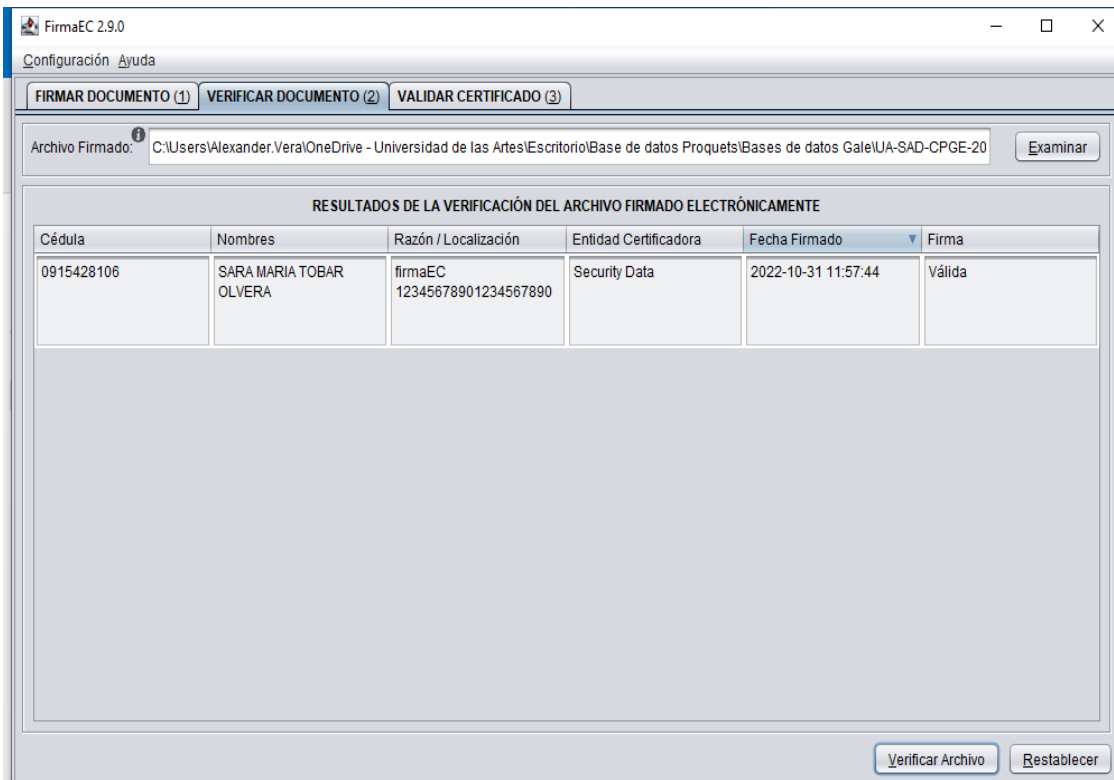 FirmaEC 2.9.0
Configuración Ayuda
FIRMAR DOCUMENTO (1) VERIFICAR DOCUMENTO (2) VALIDAR CERTIFICADO (3)
Archivo Firmado: C:\Users\Alexander.Vera\OneDrive - Universidad de las Artes\Escritorio\Base de datos Proquets\Bases de datos Gale\UA-SAD-CPGE-20 Examinar
RESULTADOS DE LA VERIFICACIÓN DEL ARCHIVO FIRMADO ELECTRÓNICAMENTE
Cédula Nombres Razón / Localización Entidad Certificadora Fecha Firmado Firma
0915428106 SARA MARIA TOBAR firmaEC Security Data 2022-10-31 11:57:44 Válida
OLVERA 12345678901234567890
Verificar Archivo Restablecer